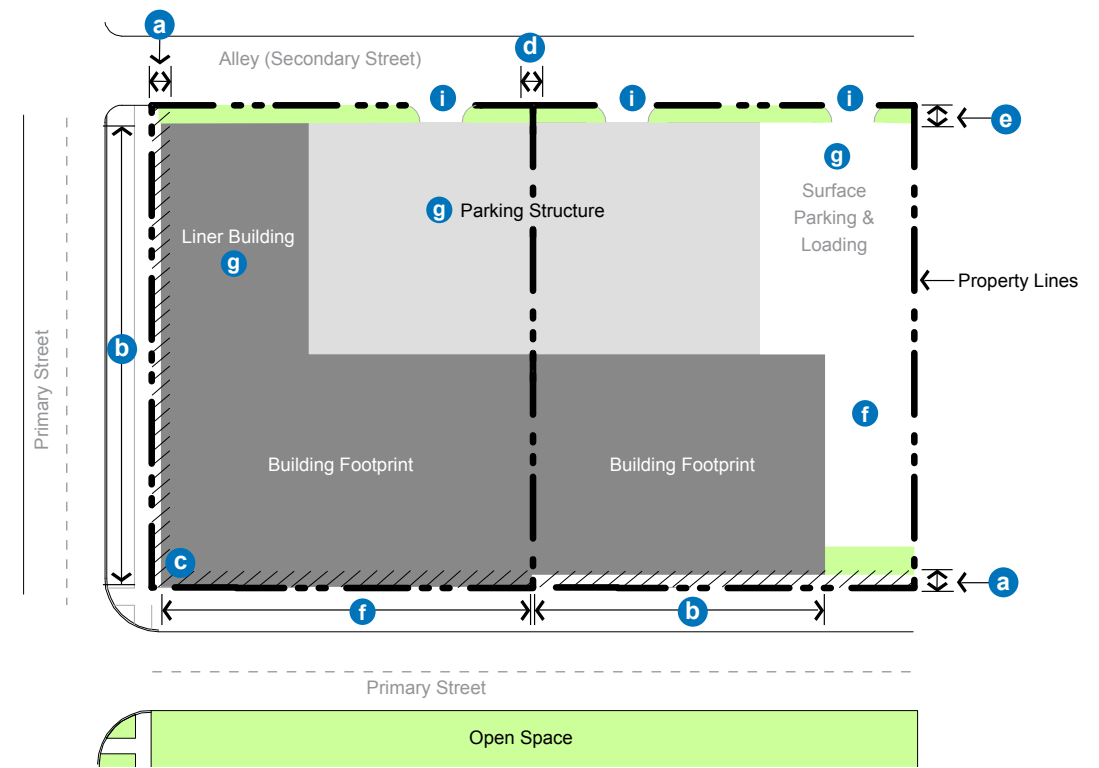 a
Alley (Secondary Street)
d
i
i
i
e
g
Surface
Parking &
Loading
g Parking Structure
Liner Building
g
Property Lines
b
Primary Street
f
Building Footprint
Building Footprint
c
a
f
b
Primary Street
Open Space